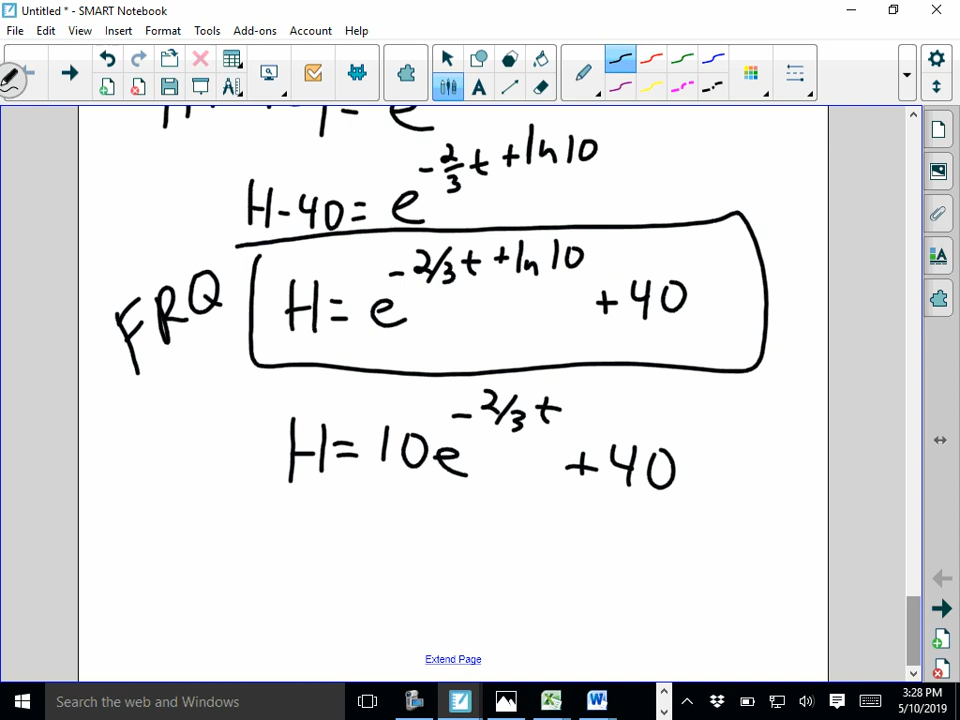 Untitled * - SMART Notebook
File Edit View Insert Format Tools Add-ons Account Help
= e
H-40= e^{-2/3 t + ln 10}
FRQ
H= e^{-2/3 t + ln 10} + 40
H= 10e^{-2/3 t} + 40
Extend Page
Search the web and Windows
3:28 PM
5/10/2019